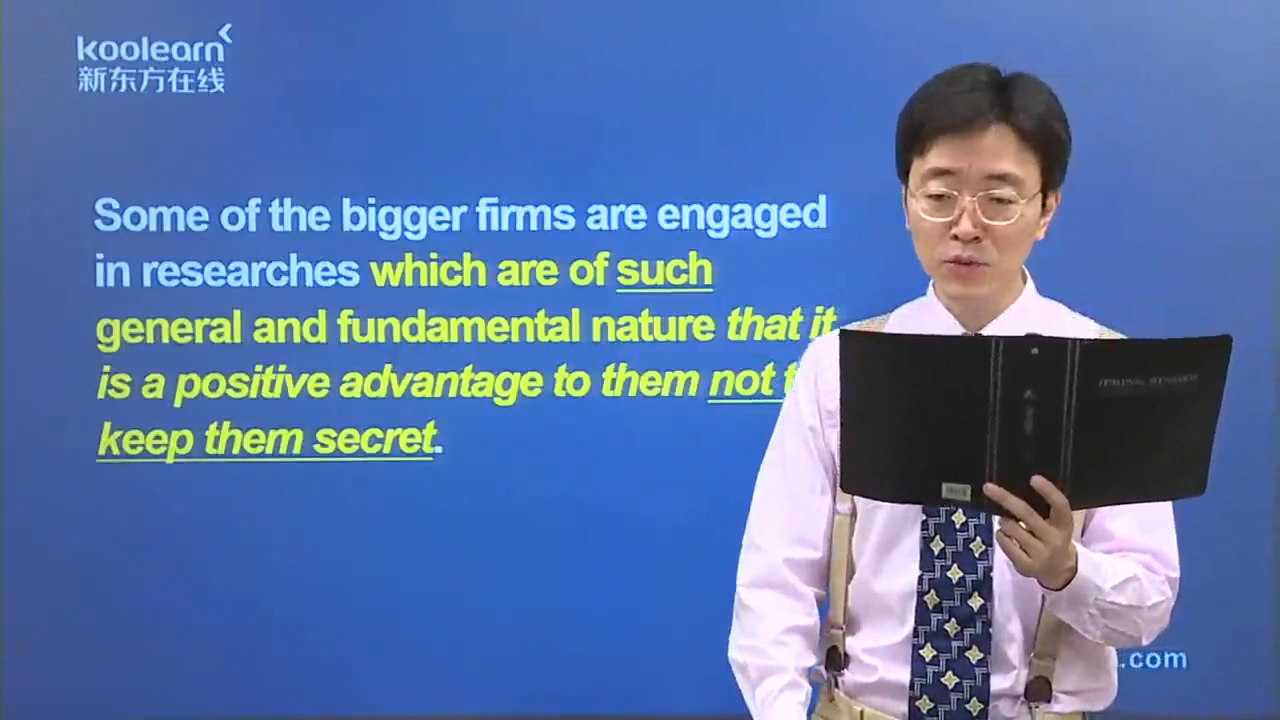 koolearn
新东方在线
Some of the bigger firms are engaged
in researches which are of such
general and fundamental nature that it
is a positive advantage to them not
keep them secret.
.com